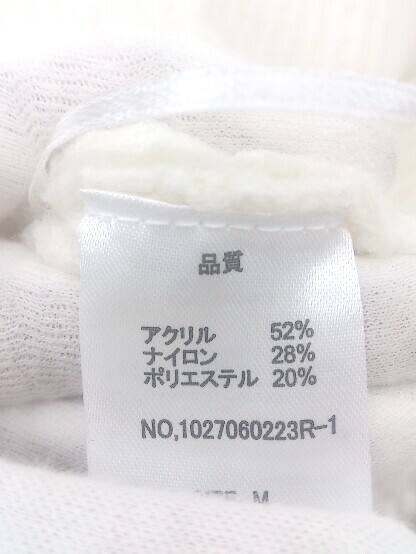 品質
アクリル 52%
ナイロン 28%
ポリエステル 20%
NO,1027060223R-1
M